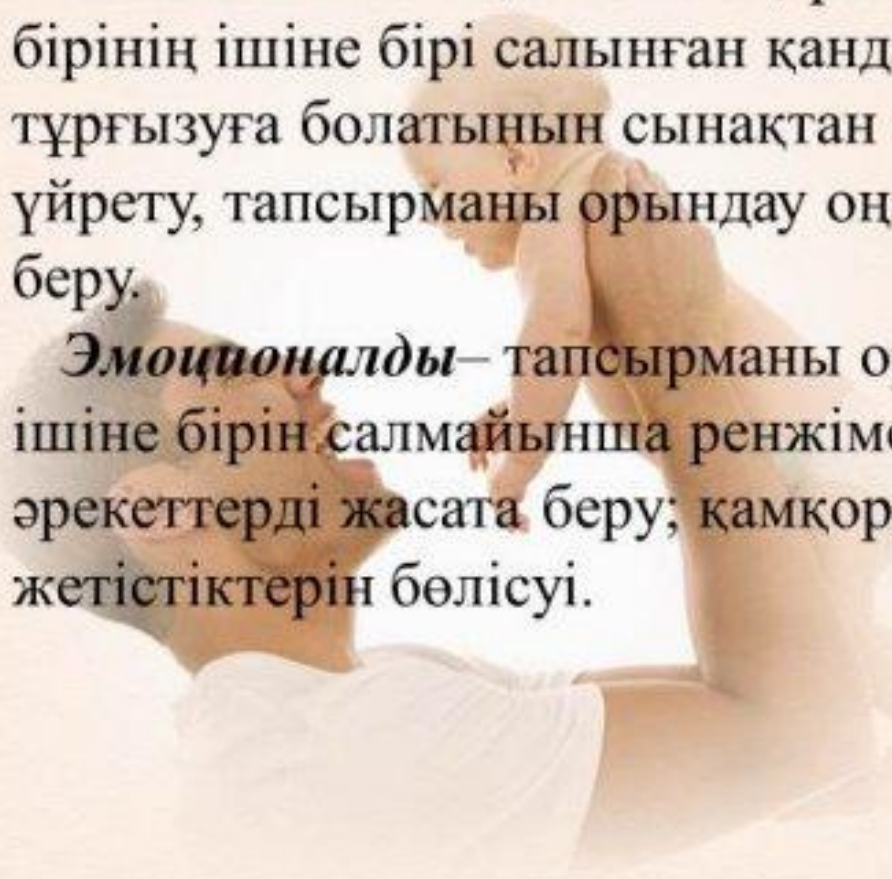 бірінің ішіне бірі салынған қанд
тұрғызуға болатынын сынақтан
үйрету, тапсырманы орындау оң
беру.
Эмоционалды– тапсырманы о
ішіне бірін салмайынша ренжім
әрекеттерді жасата беру; қамқор
жетістіктерін бөлісуі.